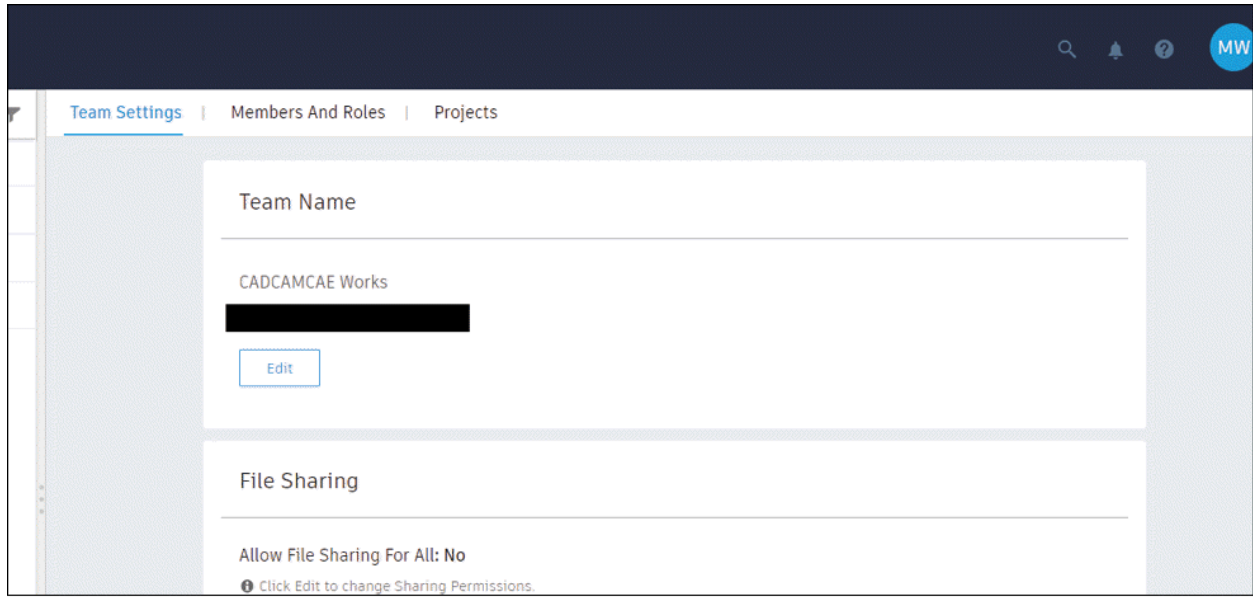 MW
Team Settings | Members And Roles | Projects
Team Name
CADCAMCAE Works
Edit
File Sharing
Allow File Sharing For All: No
Click Edit to change Sharing Permissions.